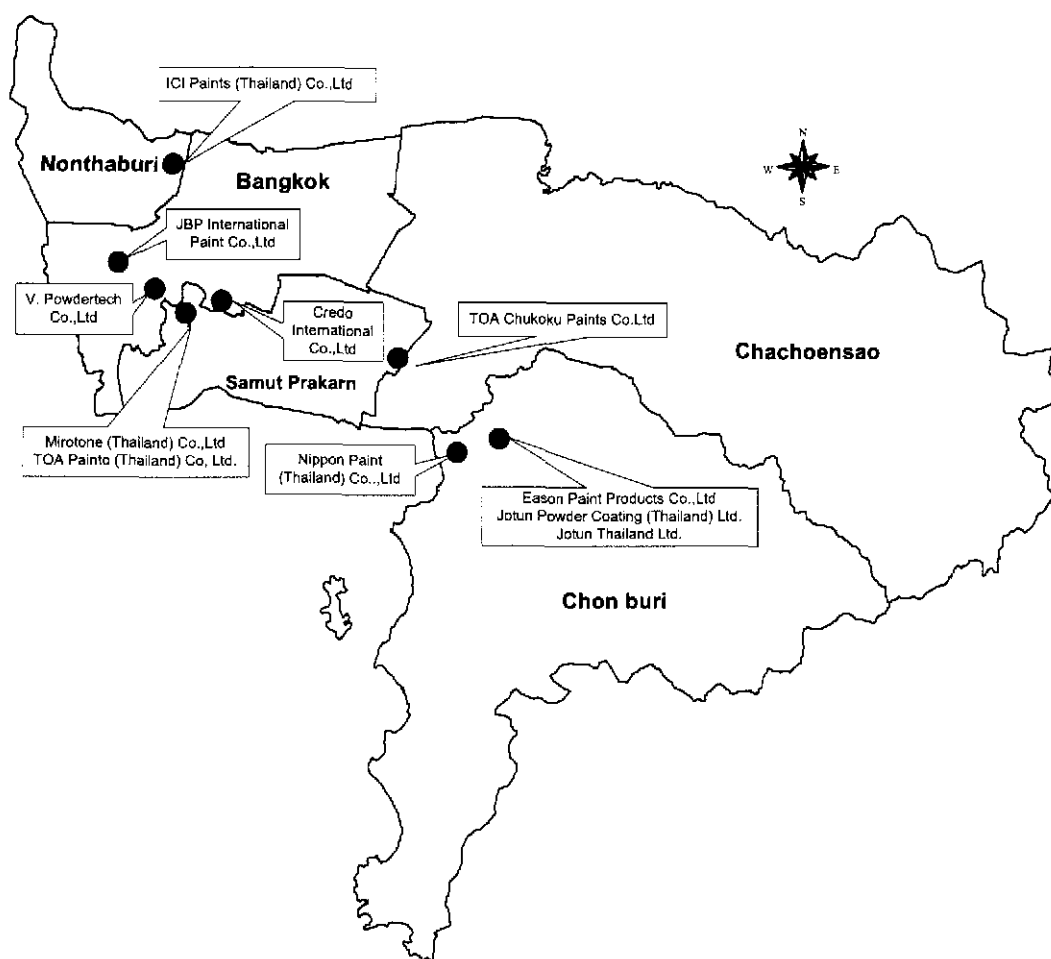 ICI Paints (Thailand) Co.,Ltd
N
W
E
S
Nonthaburi
Bangkok
JBP International
Paint Co.,Ltd
V. Powdertech
Co.,Ltd
Credo
International
Co.,Ltd
TOA Chukoku Paints Co.Ltd
Chachoensao
Samut Prakarn
Mirotone (Thailand) Co.,Ltd
TOA Painto (Thailand) Co, Ltd.
Nippon Paint
(Thailand) Co..,Ltd
Eason Paint Products Co.,Ltd
Jotun Powder Coating (Thailand) Ltd.
Jotun Thailand Ltd.
Chon buri